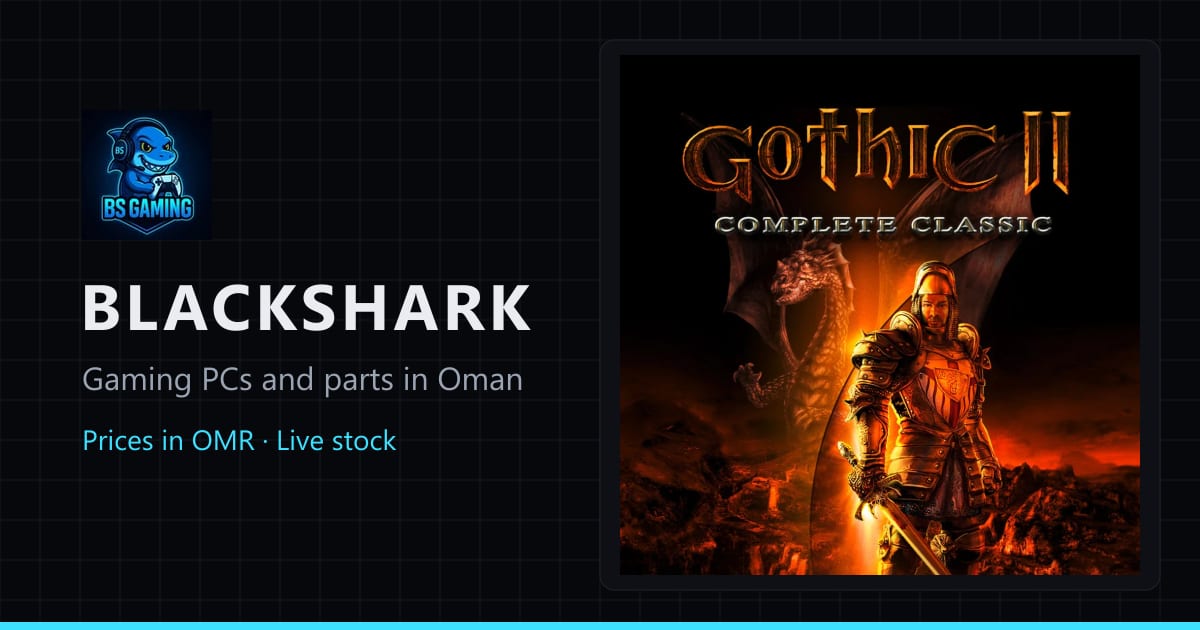 BS
BS GAMING
BLACKSHARK
Gaming PCs and parts in Oman
Prices in OMR · Live stock
GOTHIC II
COMPLETE CLASSIC